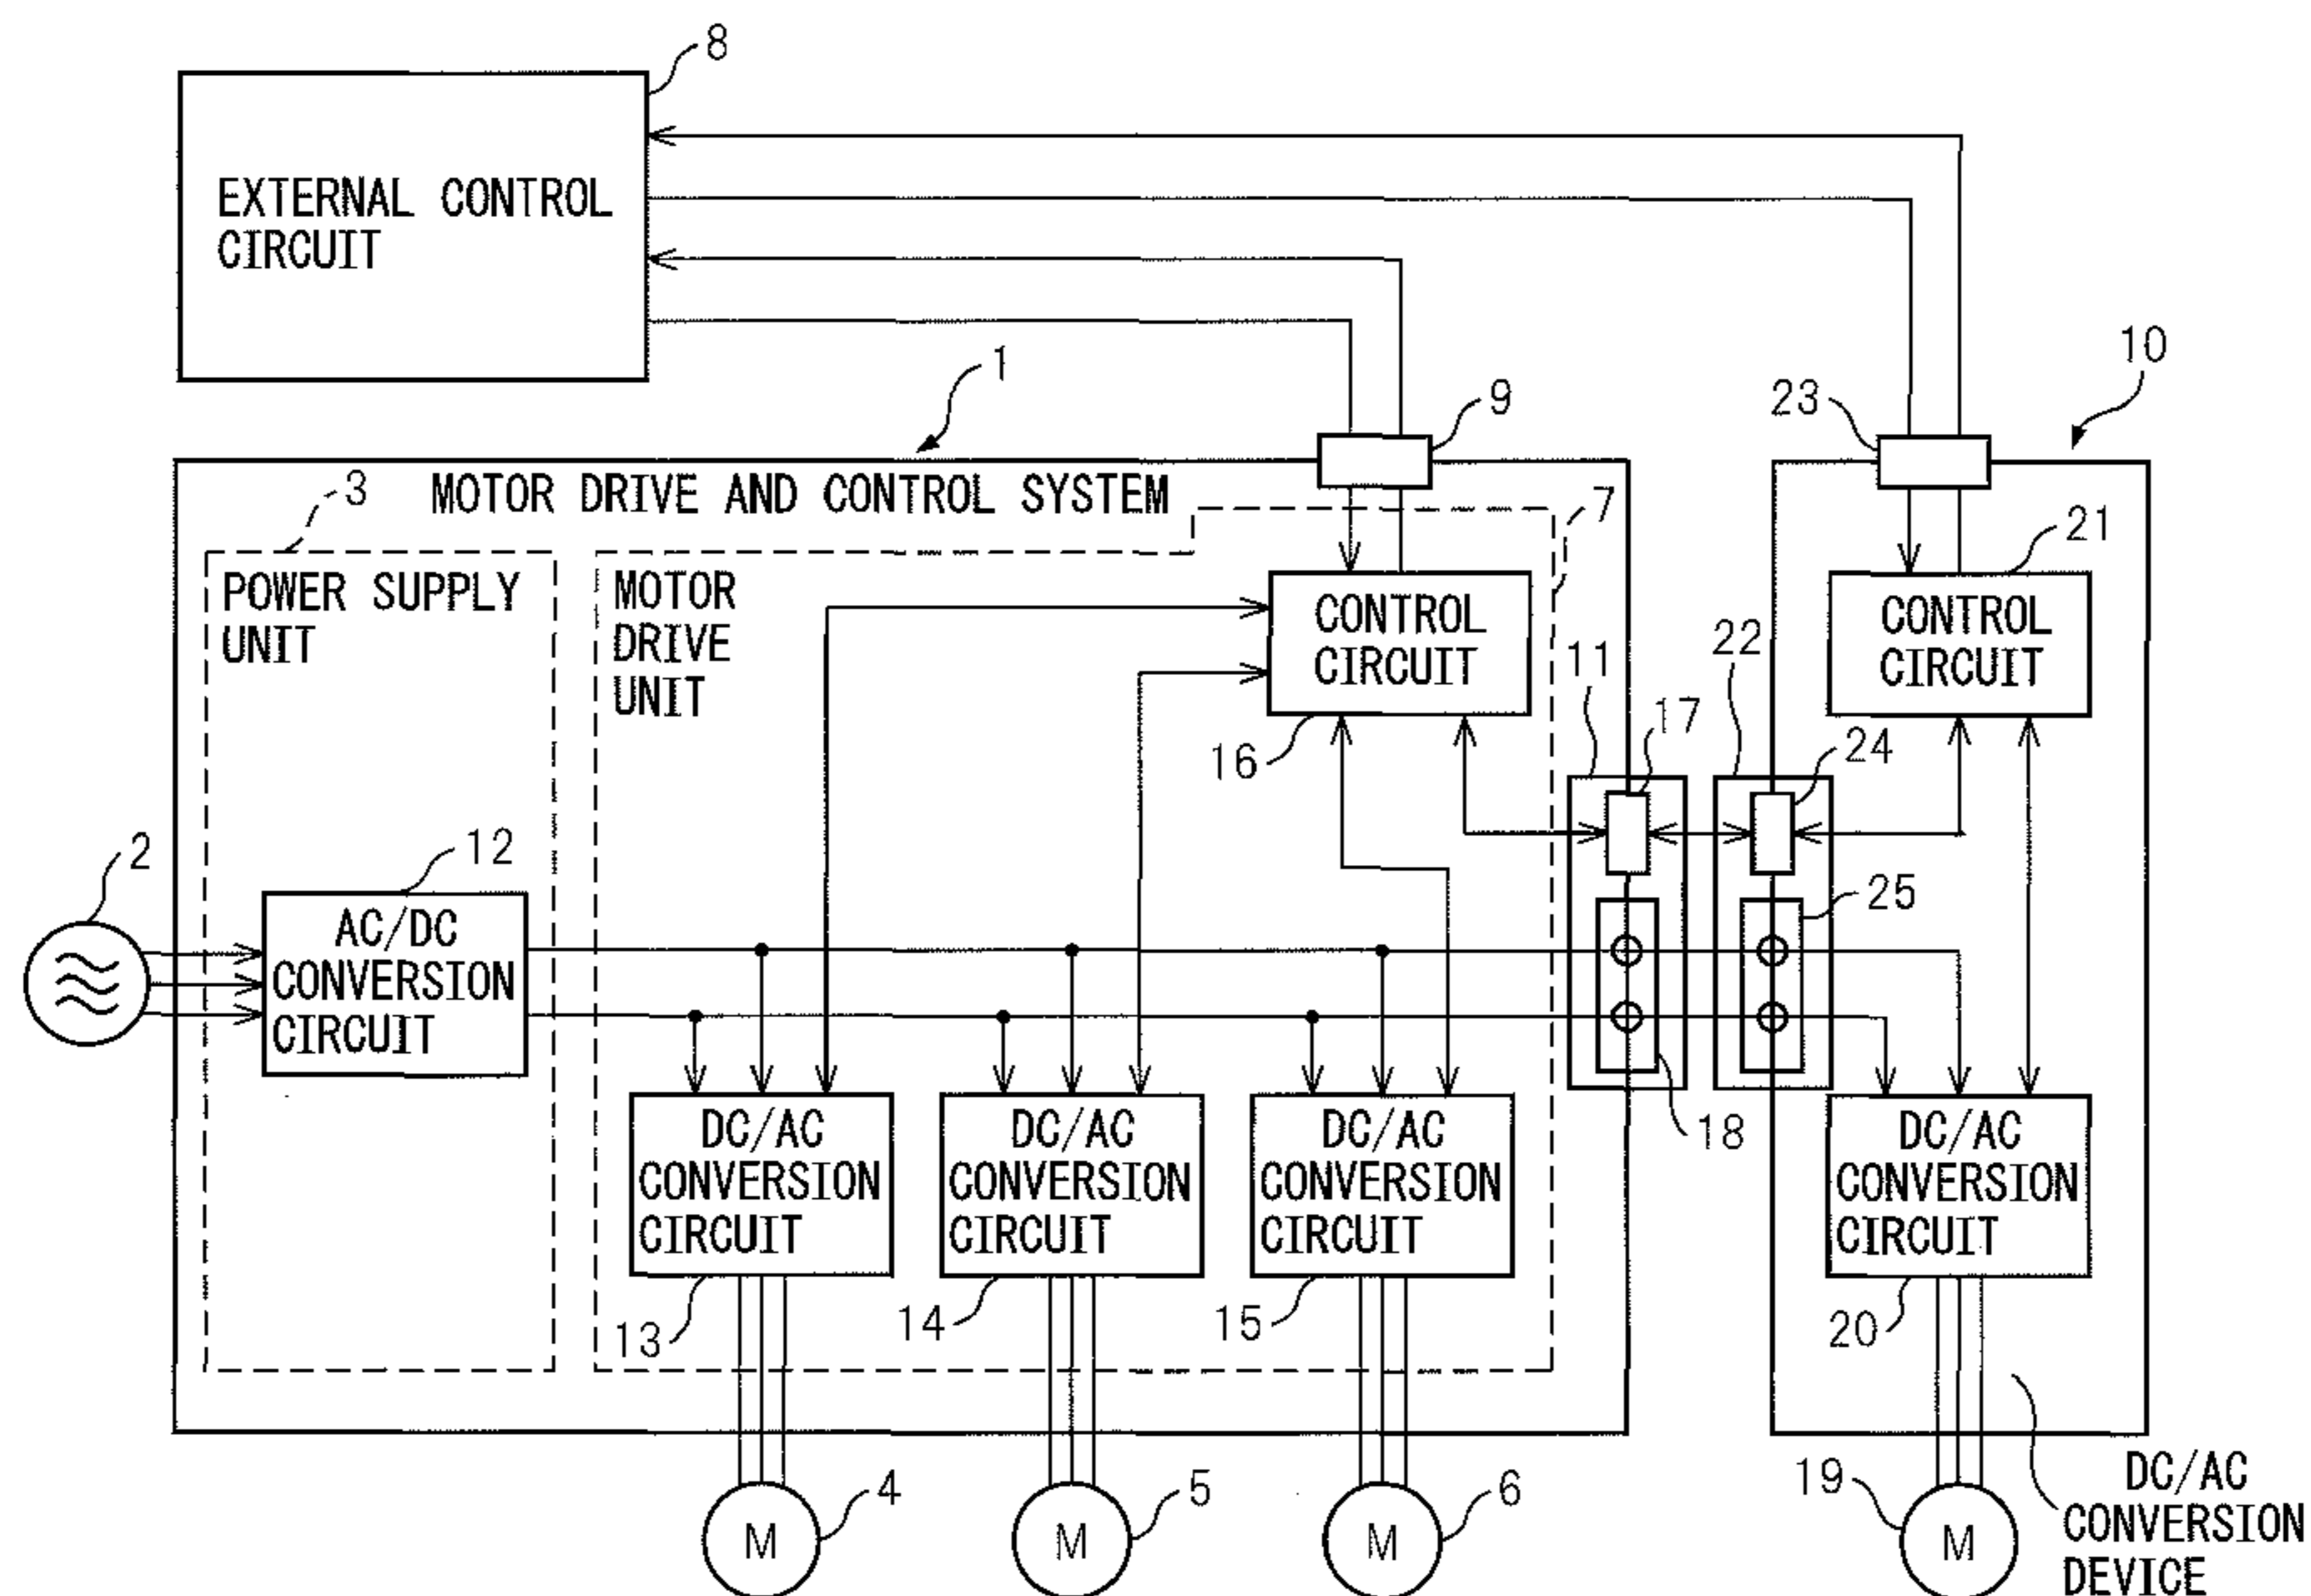 8
EXTERNAL CONTROL
CIRCUIT
1
9
23
10
3
MOTOR DRIVE AND CONTROL SYSTEM
7
21
POWER SUPPLY
UNIT
MOTOR
DRIVE
UNIT
CONTROL
CIRCUIT
16
11
17
22
24
CONTROL
CIRCUIT
2
12
AC/DC
CONVERSION
CIRCUIT
25
18
DC/AC
CONVERSION
CIRCUIT
13
DC/AC
CONVERSION
CIRCUIT
14
DC/AC
CONVERSION
CIRCUIT
15
DC/AC
CONVERSION
CIRCUIT
20
M
4
M
5
M
6
M
19
DC/AC
CONVERSION
DEVICE